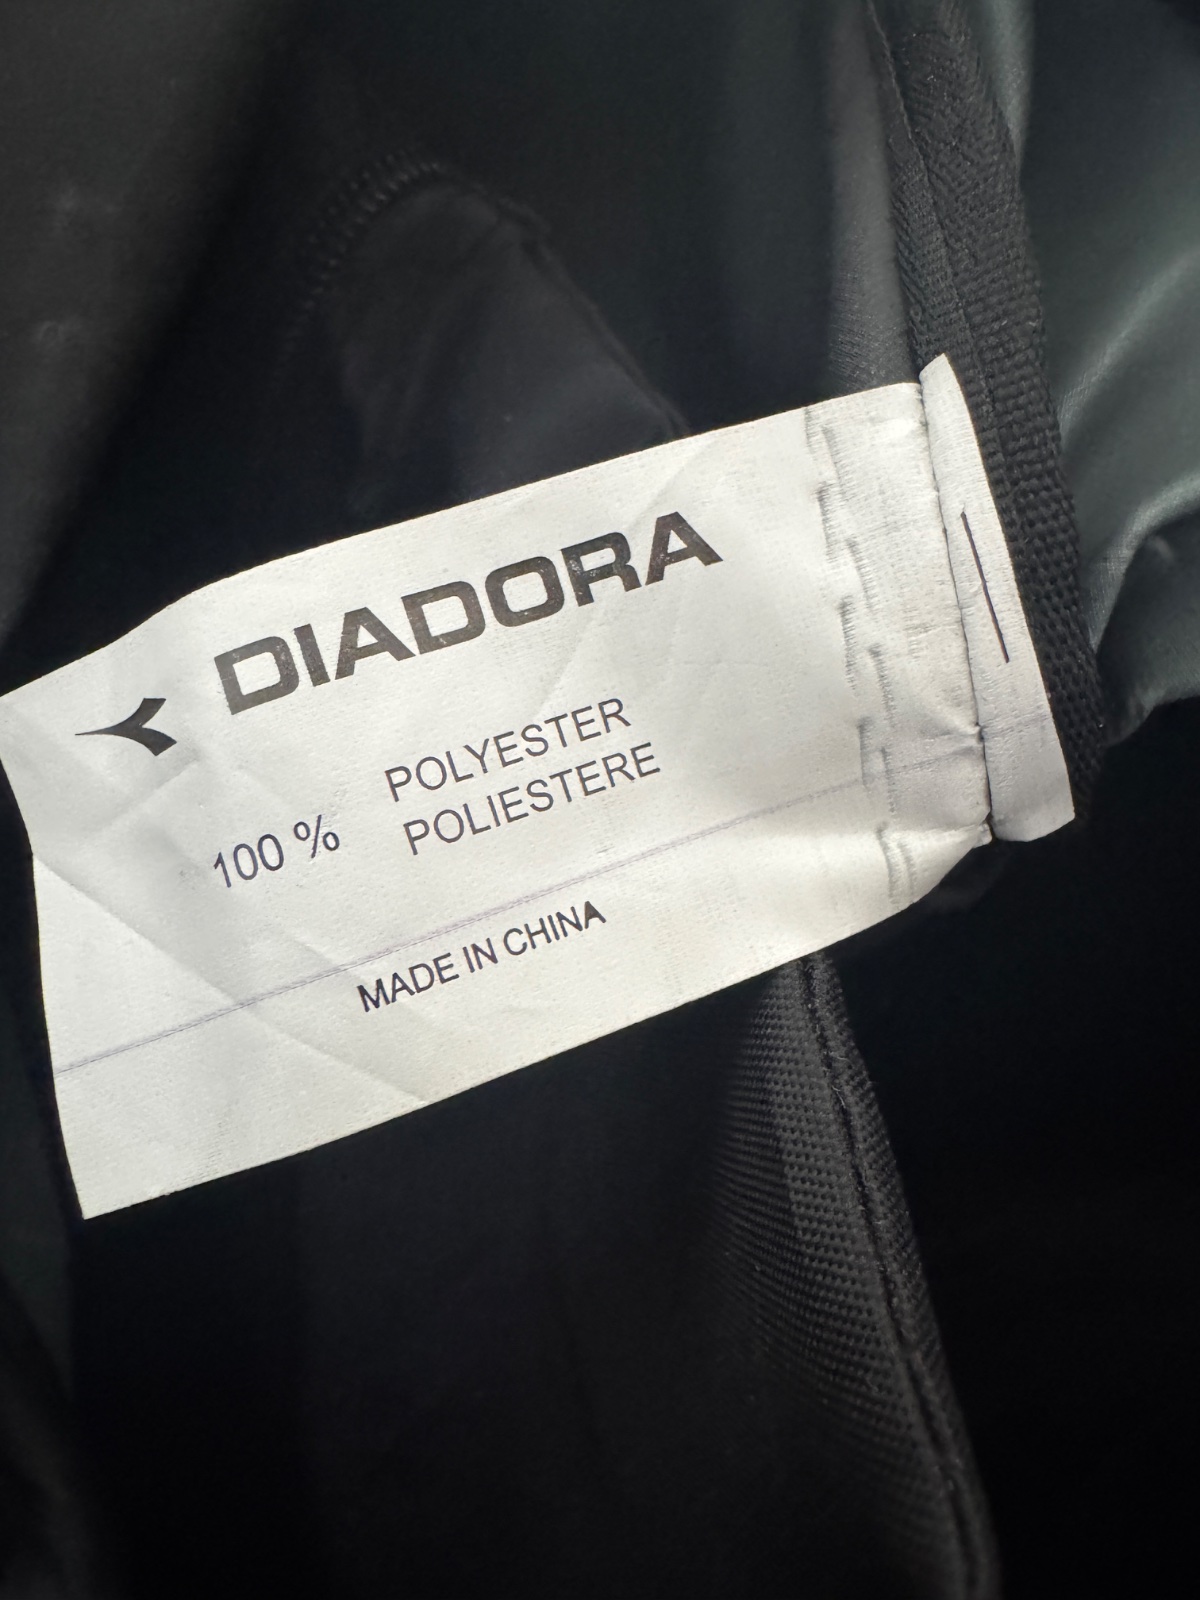 DIADORA
100 % POLYESTER
POLIESTERE
MADE IN CHINA